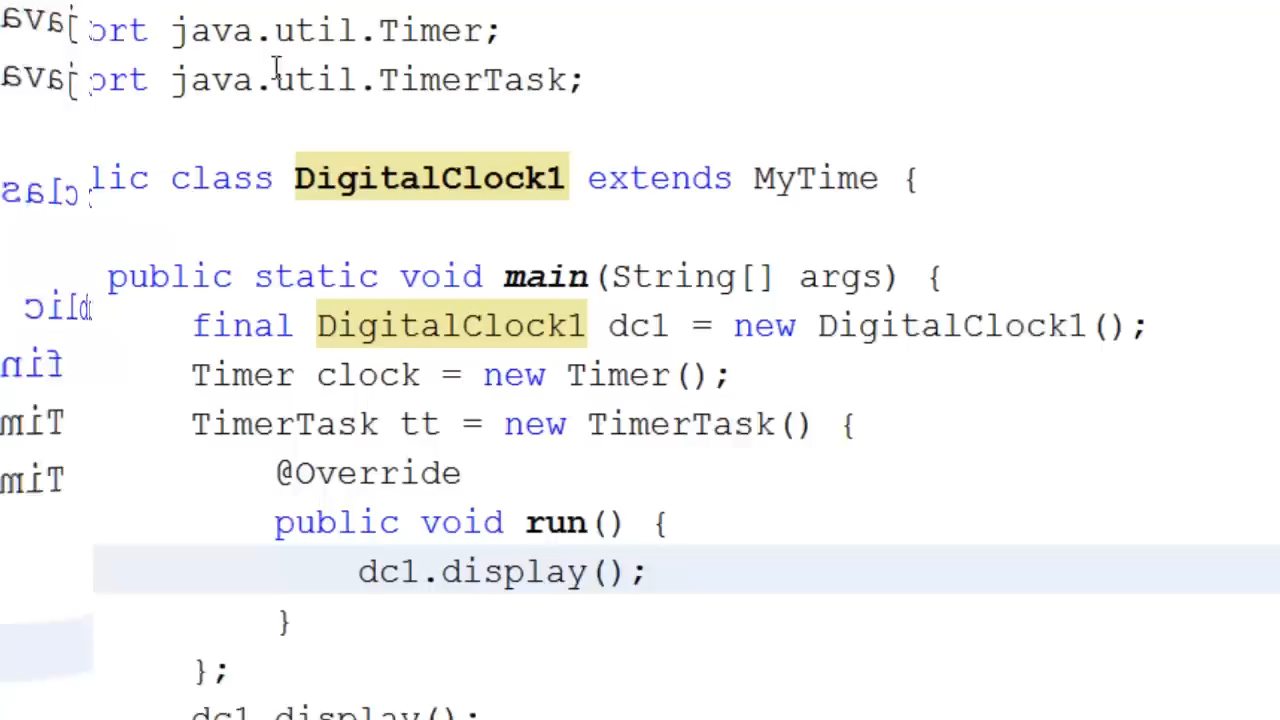 ort java.util.Timer;
ort java.util.TimerTask;
lic class DigitalClock1 extends MyTime {
public static void main(String[] args) {
final DigitalClock1 dc1 = new DigitalClock1();
Timer clock = new Timer();
TimerTask tt = new TimerTask() {
@Override
public void run() {
dc1.display();
}
};
dc1.display();